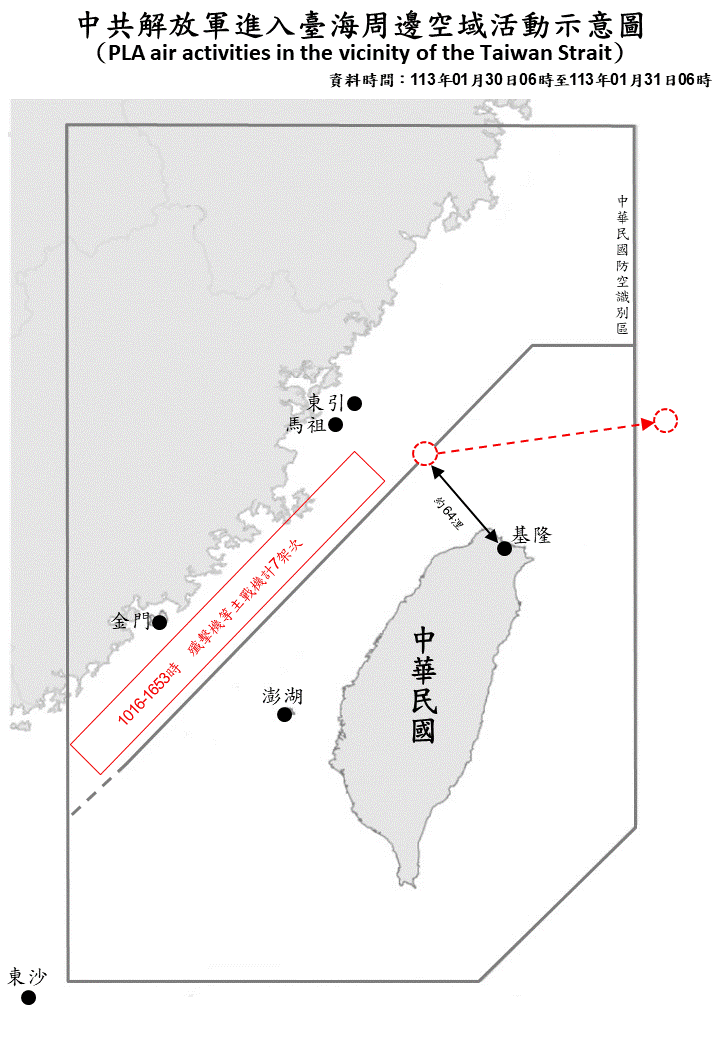 中共解放軍進入臺海周邊空域活動示意圖
(PLA air activities in the vicinity of the Taiwan Strait)
資料時間：113年01月30日06時至113年01月31日06時
中華民國防空識別區
東引
馬祖
約64浬
基隆
1016-1653時 殲擊機等主戰機計7架次
金門
中華民國
澎湖
東沙